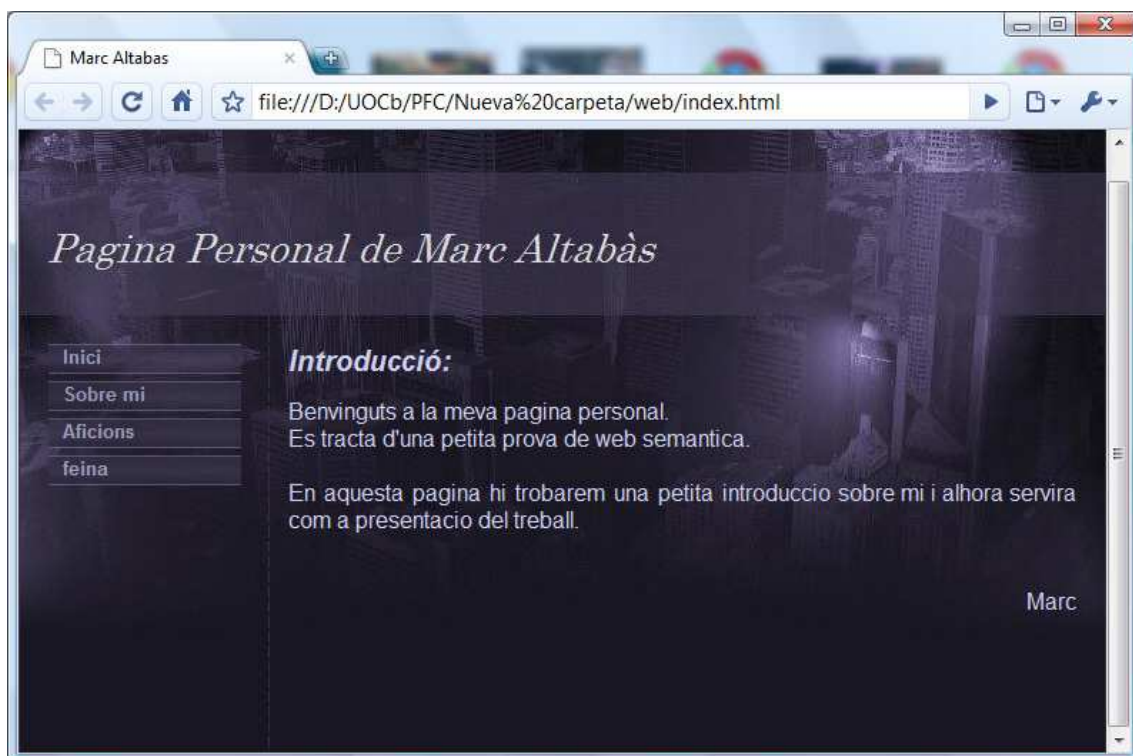 Marc Altabas
file:///D:/UOCb/PFC/Nueva%20carpeta/web/index.html
Pagina Personal de Marc Altabàs
Inici
Sobre mi
Aficions
feina
Introducció:
Benvinguts a la meva pagina personal.
Es tracta d'una petita prova de web semantica.
En aquesta pagina hi trobarem una petita introduccio sobre mi i alhora servira
com a presentacio del treball.
Marc